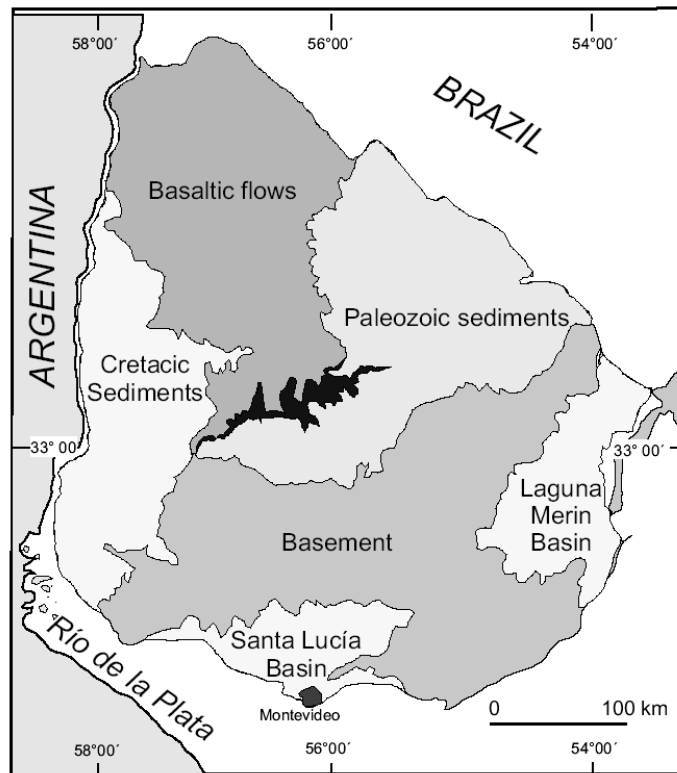 58°00´
56°00´
54°00´
BRAZIL
ARGENTINA
Basaltic flows
Paleozoic sediments
Cretacic
Sediments
33° 00´
33° 00´
Laguna
Merin
Basin
Basement
Santa Lucía
Basin
Río de la Plata
Montevideo
0 100 km
58°00´
56°00´
54°00´